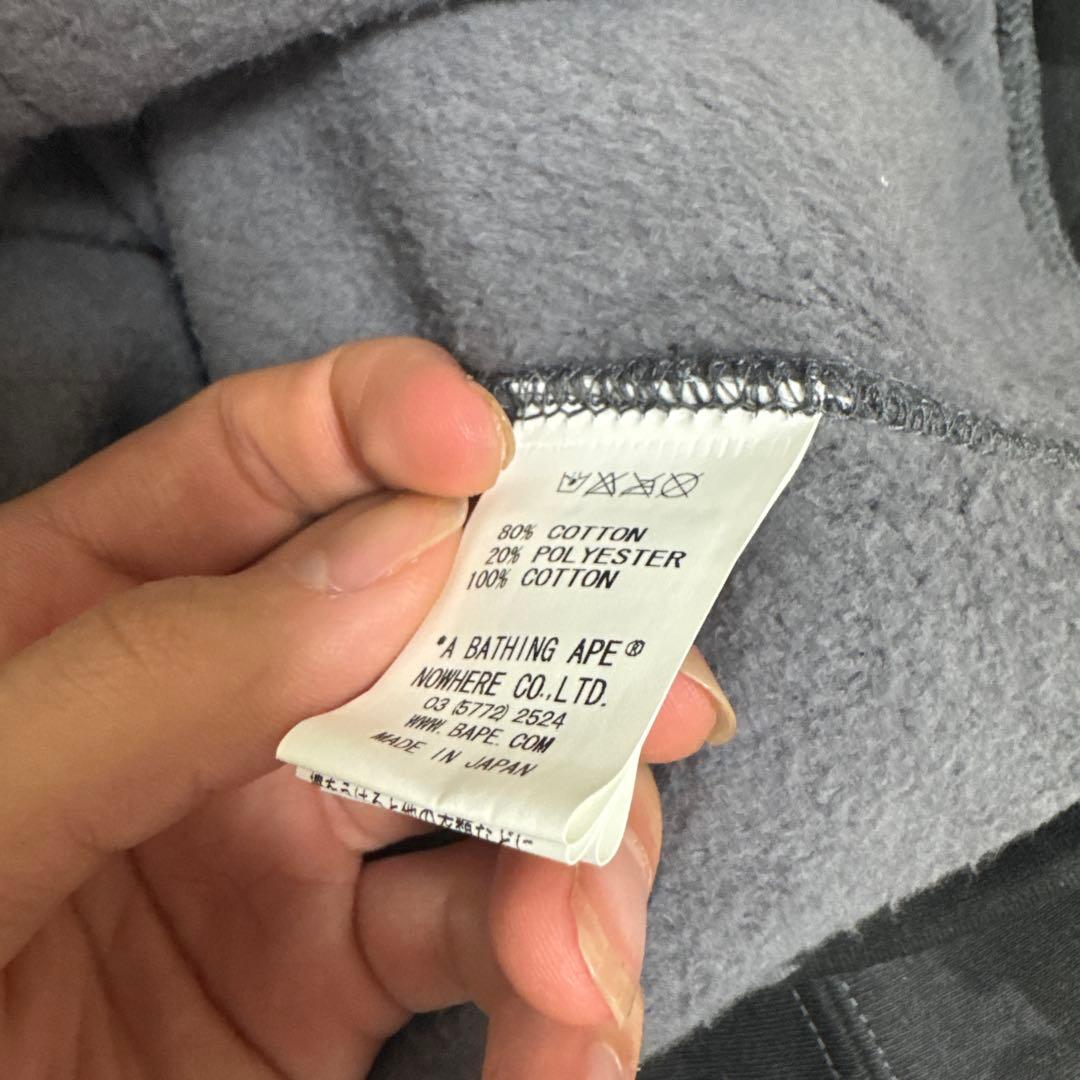 80% COTTON
20% POLYESTER
100% COTTON
"A BATHING APE®
NOWHERE CO.,LTD.
03 (5772) 2524
WWW. BAPE. COM
MADE IN JAPAN